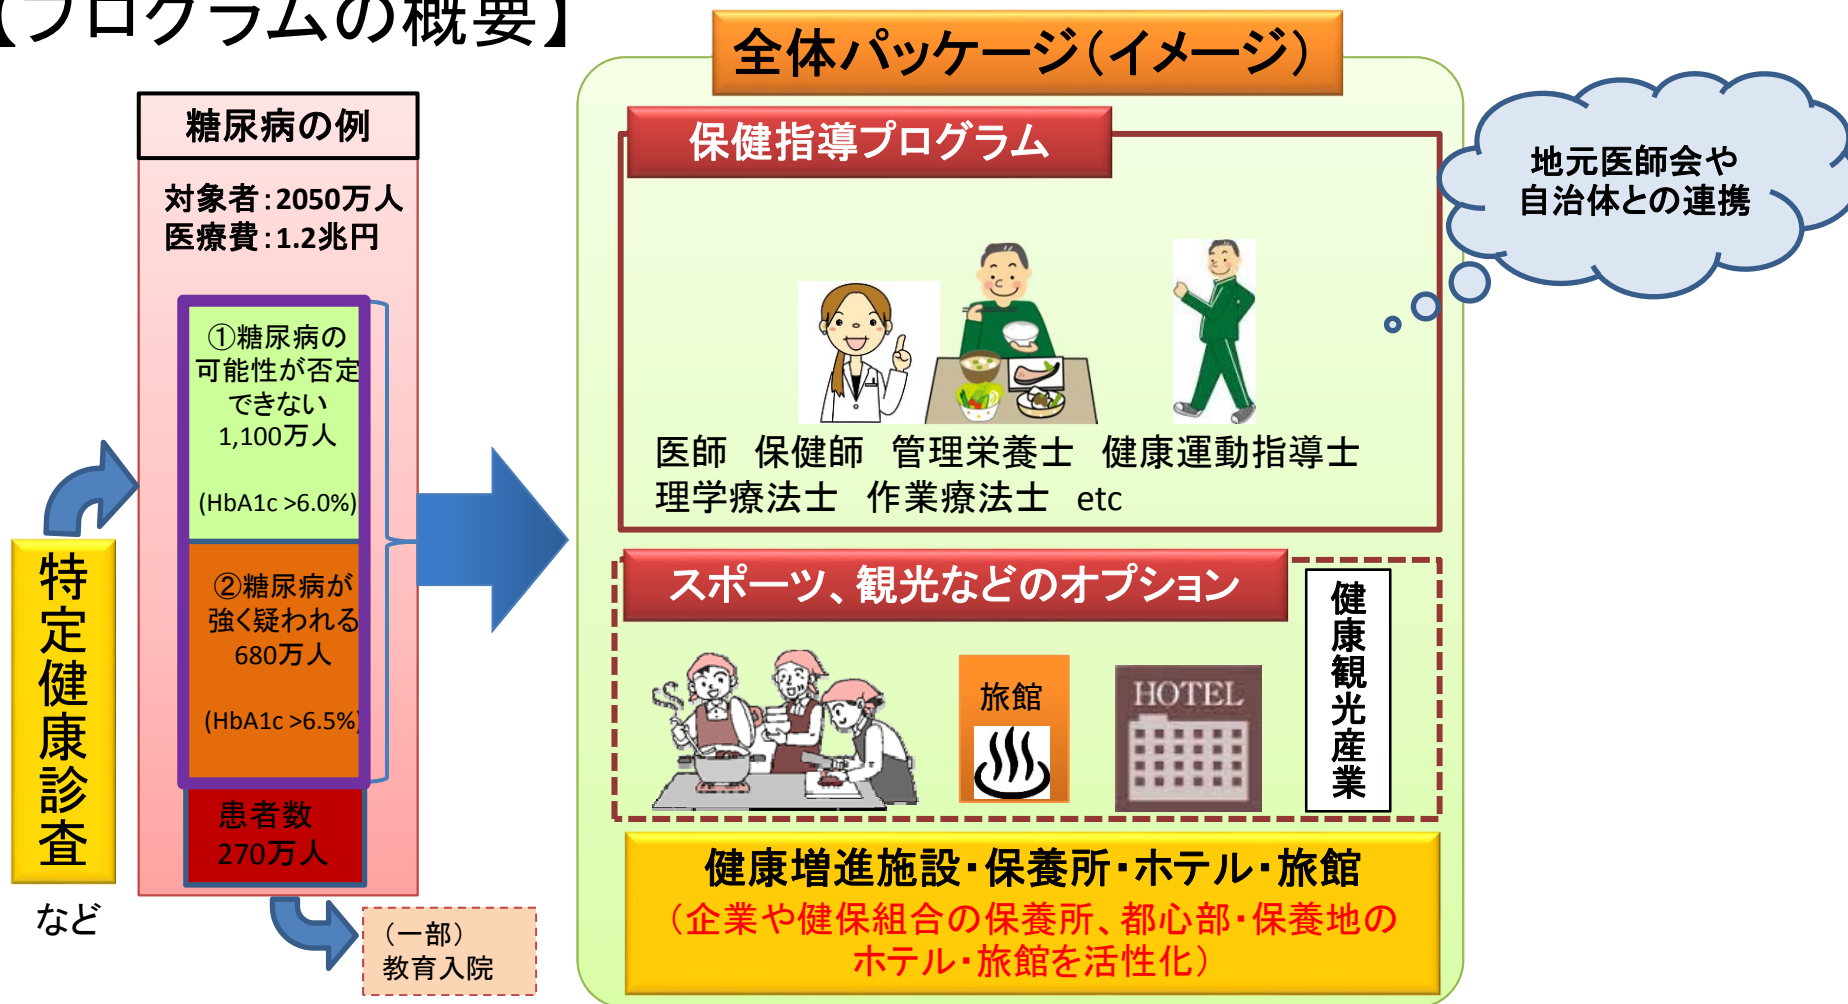 【プログラムの概要】
全体パッケージ(イメージ)
糖尿病の例
対象者:2050万人
医療費:1.2兆円
①糖尿病の
可能性が否定
できない
1,100万人
(HbA1c >6.0%)
②糖尿病が
強く疑われる
680万人
(HbA1c >6.5%)
患者数
270万人
特定健康診査
など
(一部)
教育入院
保健指導プログラム
医師 保健師 管理栄養士 健康運動指導士
理学療法士 作業療法士 etc
地元医師会や
自治体との連携
スポーツ、観光などのオプション
旅館
HOTEL
健康観光産業
健康増進施設・保養所・ホテル・旅館
(企業や健保組合の保養所、都心部・保養地の
ホテル・旅館を活性化)